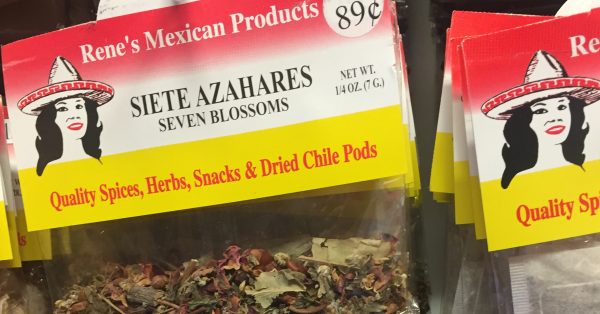 Rene's Mexican Products
89¢
SIETE AZAHARES
SEVEN BLOSSOMS
NET WT.
1/4 OZ. (7 G.)
Quality Spices, Herbs, Snacks & Dried Chile Pods
Re
Quality Spi